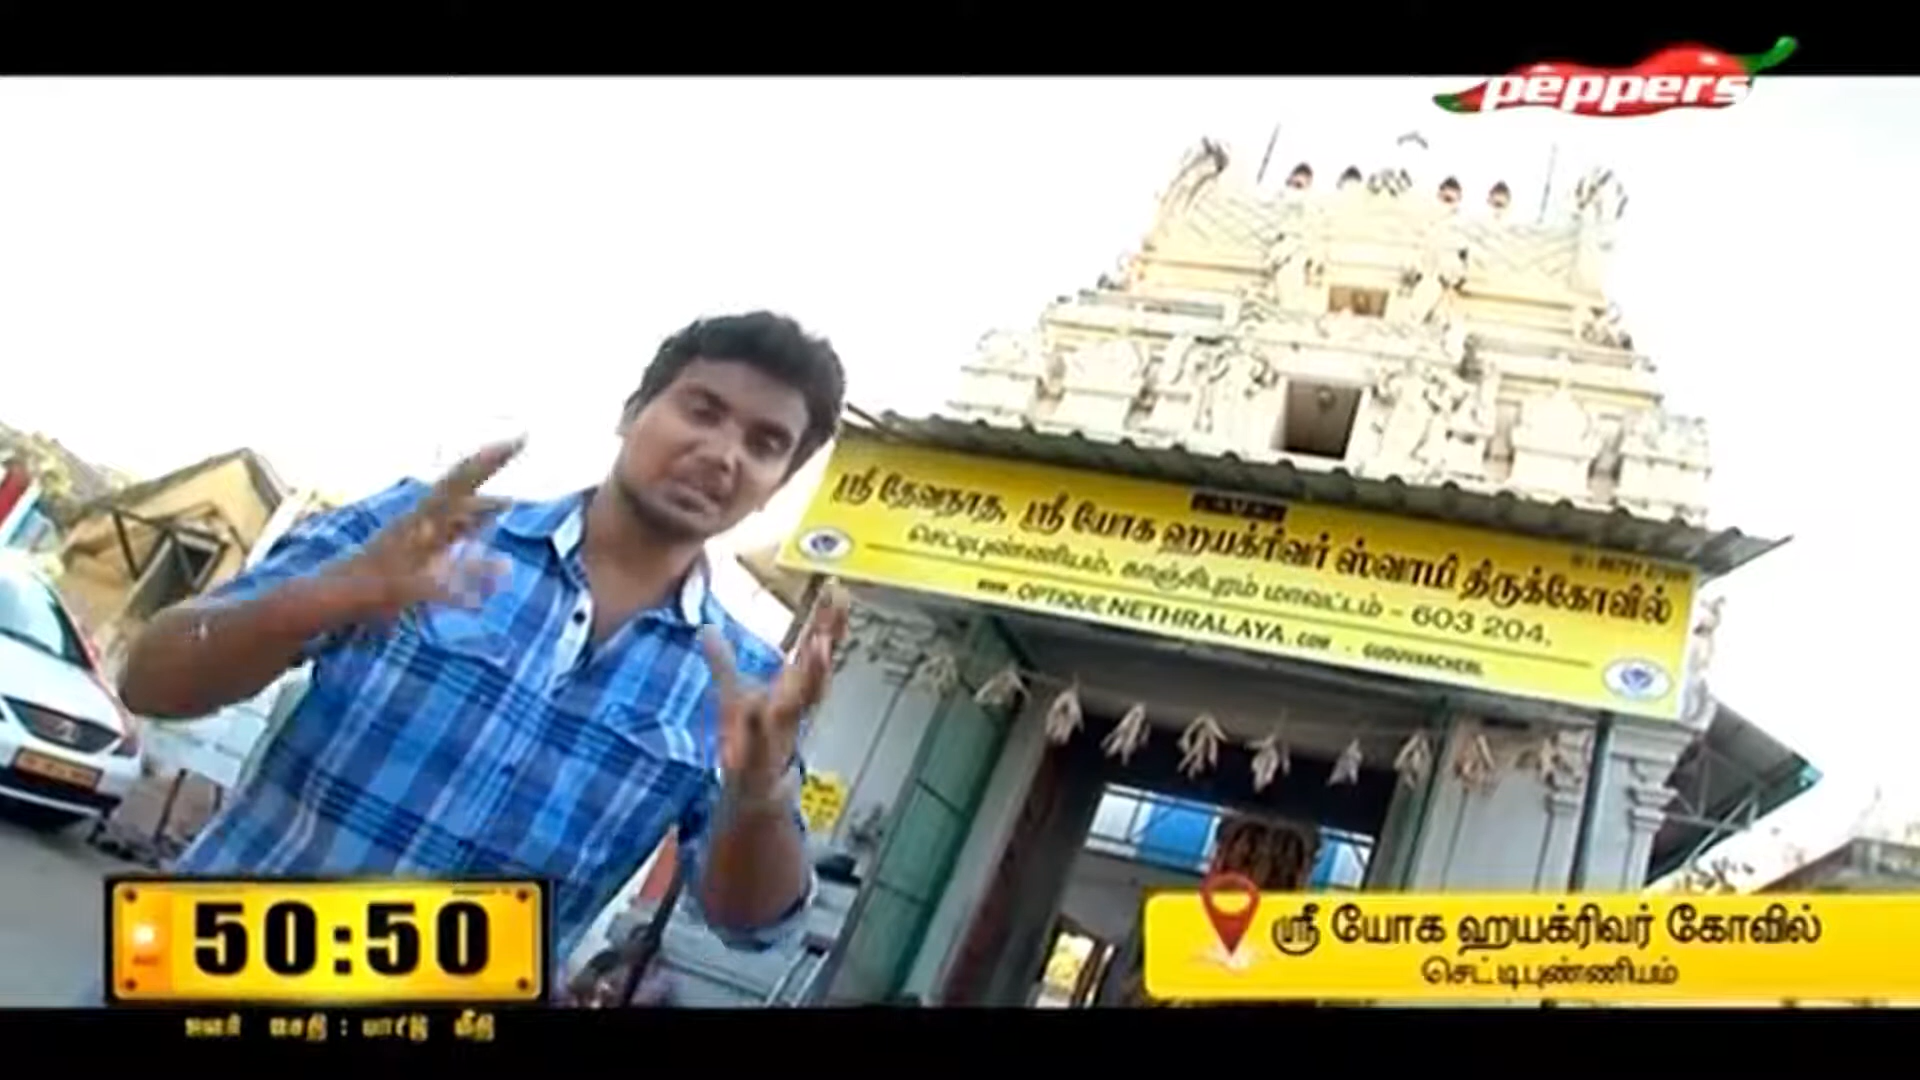 peppers
ஸ்ரீ தேவநாத, ஸ்ரீ யோக ஹயக்ரிவர் ஸ்வாமி திருக்கோவில்
செட்டிபுண்ணியம், காஞ்சிபுரம் மாவட்டம் - 603 204.
www. OPTIQUENETHRALAYA.COM - GUDUVANCHERI.
50:50
ஸ்ரீ யோக ஹயக்ரிவர் கோவில்
செட்டிபுண்ணியம்